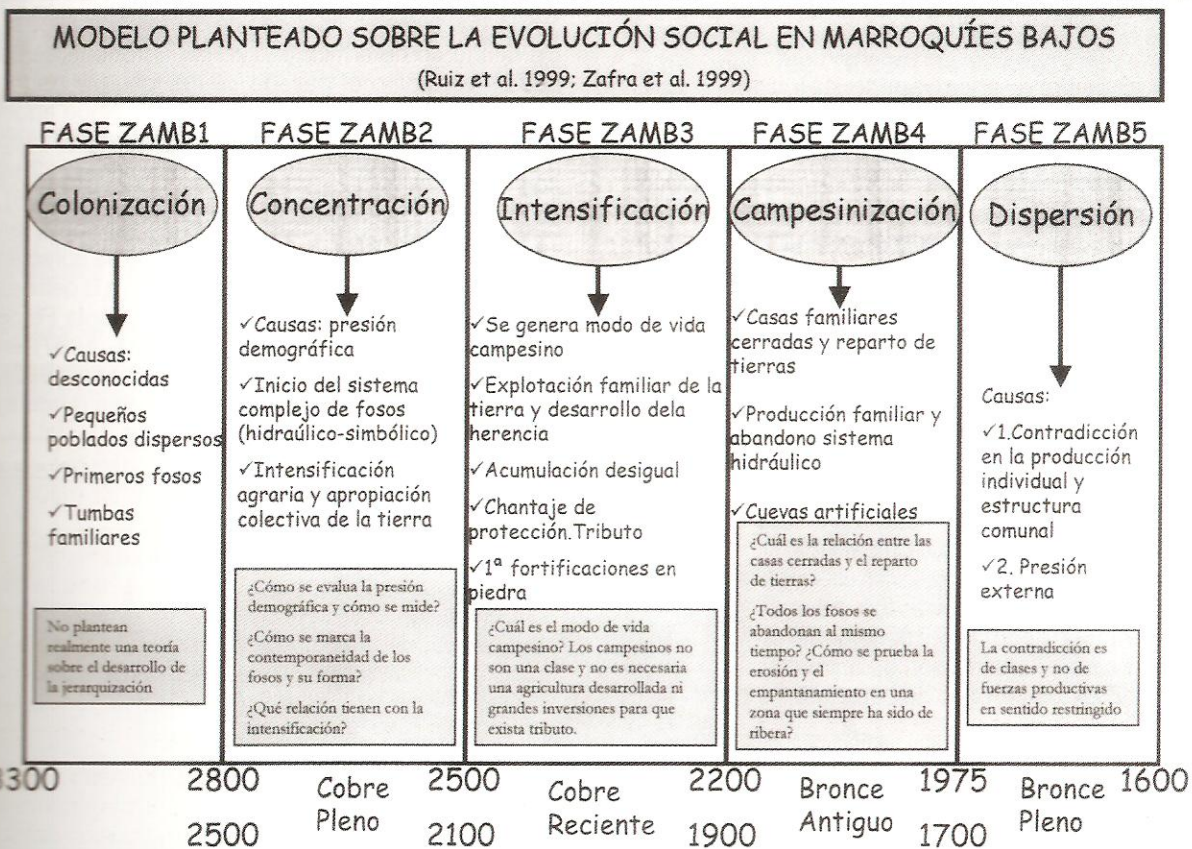 MODELO PLANTEADO SOBRE LA EVOLUCIÓN SOCIAL EN MARROQUÍES BAJOS
(Ruiz et al. 1999; Zafra et al. 1999)
FASE ZAMB1
Colonización
✓Causas:
desconocidas
✓Pequeños
poblados dispersos
✓Primeros fosos
✓Tumbas
familiares
No plantean
realmente una teoría
sobre el desarrollo de
la jerarquización
FASE ZAMB2
Concentración
✓Causas: presión
demográfica
✓Inicio del sistema
complejo de fosos
(hidraúlico-simbólico)
✓Intensificación
agraria y apropiación
colectiva de la tierra
¿Cómo se evalua la presión
demográfica y cómo se mide?
¿Cómo se marca la
contemporaneidad de los
fosos y su forma?
¿Qué relación tienen con la
intensificación?
FASE ZAMB3
Intensificación
✓Se genera modo de vida
campesino
✓Explotación familiar de la
tierra y desarrollo dela
herencia
✓Acumulación desigual
✓Chantaje de
protección.Tributo
✓1ª fortificaciones en
piedra
¿Cuál es el modo de vida
campesino? Los campesinos no
son una clase y no es necesaria
una agricultura desarrollada ni
grandes inversiones para que
exista tributo.
FASE ZAMB4
Campesinización
✓Casas familiares
cerradas y reparto de
tierras
✓Producción familiar y
abandono sistema
hidráulico
✓Cuevas artificiales
¿Cuál es la relación entre las
casas cerradas y el reparto
de tierras?
¿Todos los fosos se
abandonan al mismo
tiempo? ¿Cómo se prueba la
erosión y el
empantanamiento en una
zona que siempre ha sido de
ribera?
FASE ZAMB5
Dispersión
Causas:
✓1.Contradicción
en la producción
individual y
estructura
comunal
✓2. Presión
externa
La contradicción es
de clases y no de
fuerzas productivas
en sentido restringido
3300 2800 Cobre 2500 Cobre 2200 Bronce 1975 Bronce 1600
2500 Pleno 2100 Reciente 1900 Antiguo 1700 Pleno